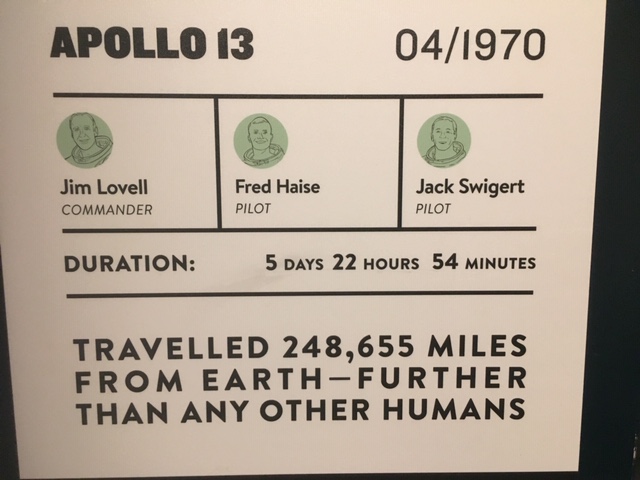 APOLLO 13 04/1970
Jim Lovell Fred Haise Jack Swigert
COMMANDER PILOT PILOT
DURATION: 5 DAYS 22 HOURS 54 MINUTES
TRAVELLED 248,655 MILES
FROM EARTH—FURTHER
THAN ANY OTHER HUMANS